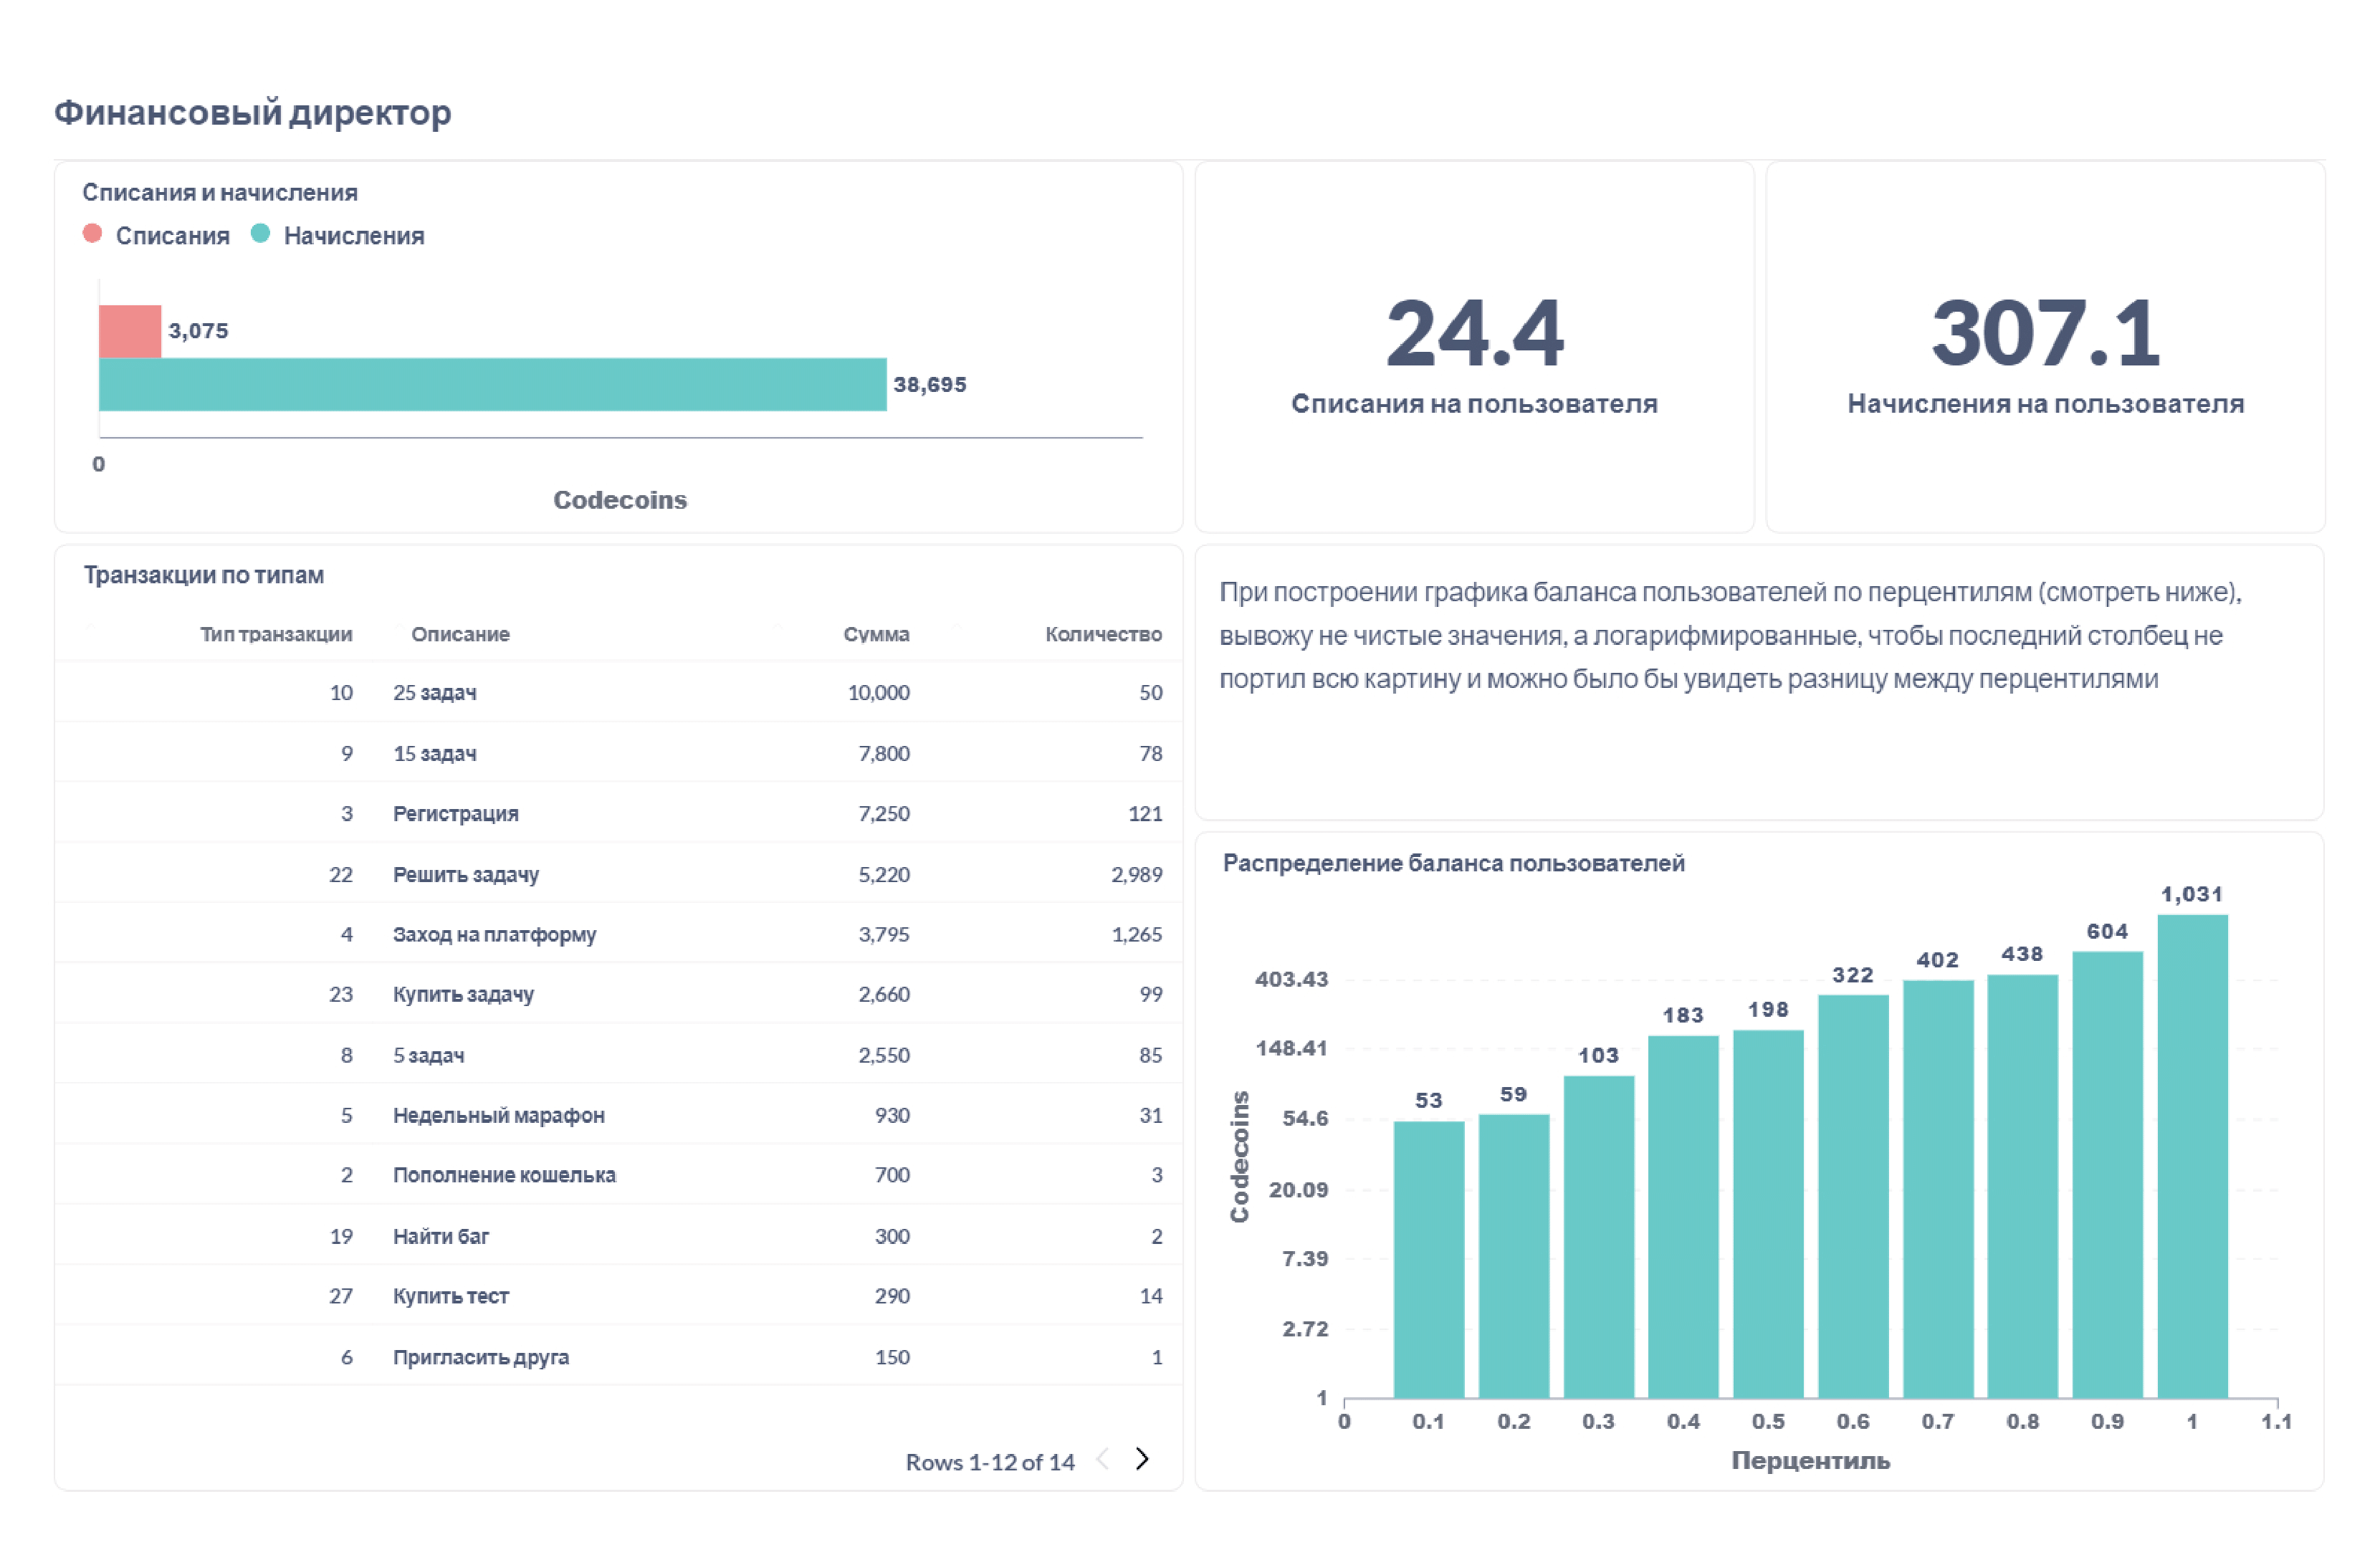 Финансовый директор
Списания и начисления
Списания Начисления
3,075
38,695
0
Codecoins
24.4
Списания на пользователя
307.1
Начисления на пользователя
Транзакции по типам
Тип транзакции Описание Сумма Количество
10 25 задач 10,000 50
9 15 задач 7,800 78
3 Регистрация 7,250 121
22 Решить задачу 5,220 2,989
4 Заход на платформу 3,795 1,265
23 Купить задачу 2,660 99
8 5 задач 2,550 85
5 Недельный марафон 930 31
2 Пополнение кошелька 700 3
19 Найти баг 300 2
27 Купить тест 290 14
6 Пригласить друга 150 1
Rows 1-12 of 14
При построении графика баланса пользователей по перцентилям (смотреть ниже),
вывожу не чистые значения, а логарифмированные, чтобы последний столбец не
портил всю картину и можно было бы увидеть разницу между перцентилями
Распределение баланса пользователей
403.43
148.41
54.6
20.09
7.39
2.72
1
Codecoins
53 59 103 183 198 322 402 438 604 1,031
0 0.1 0.2 0.3 0.4 0.5 0.6 0.7 0.8 0.9 1 1.1
Перцентиль